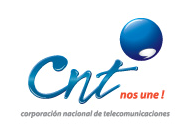 Cnt
nos une !
corporación nacional de telecomunicaciones